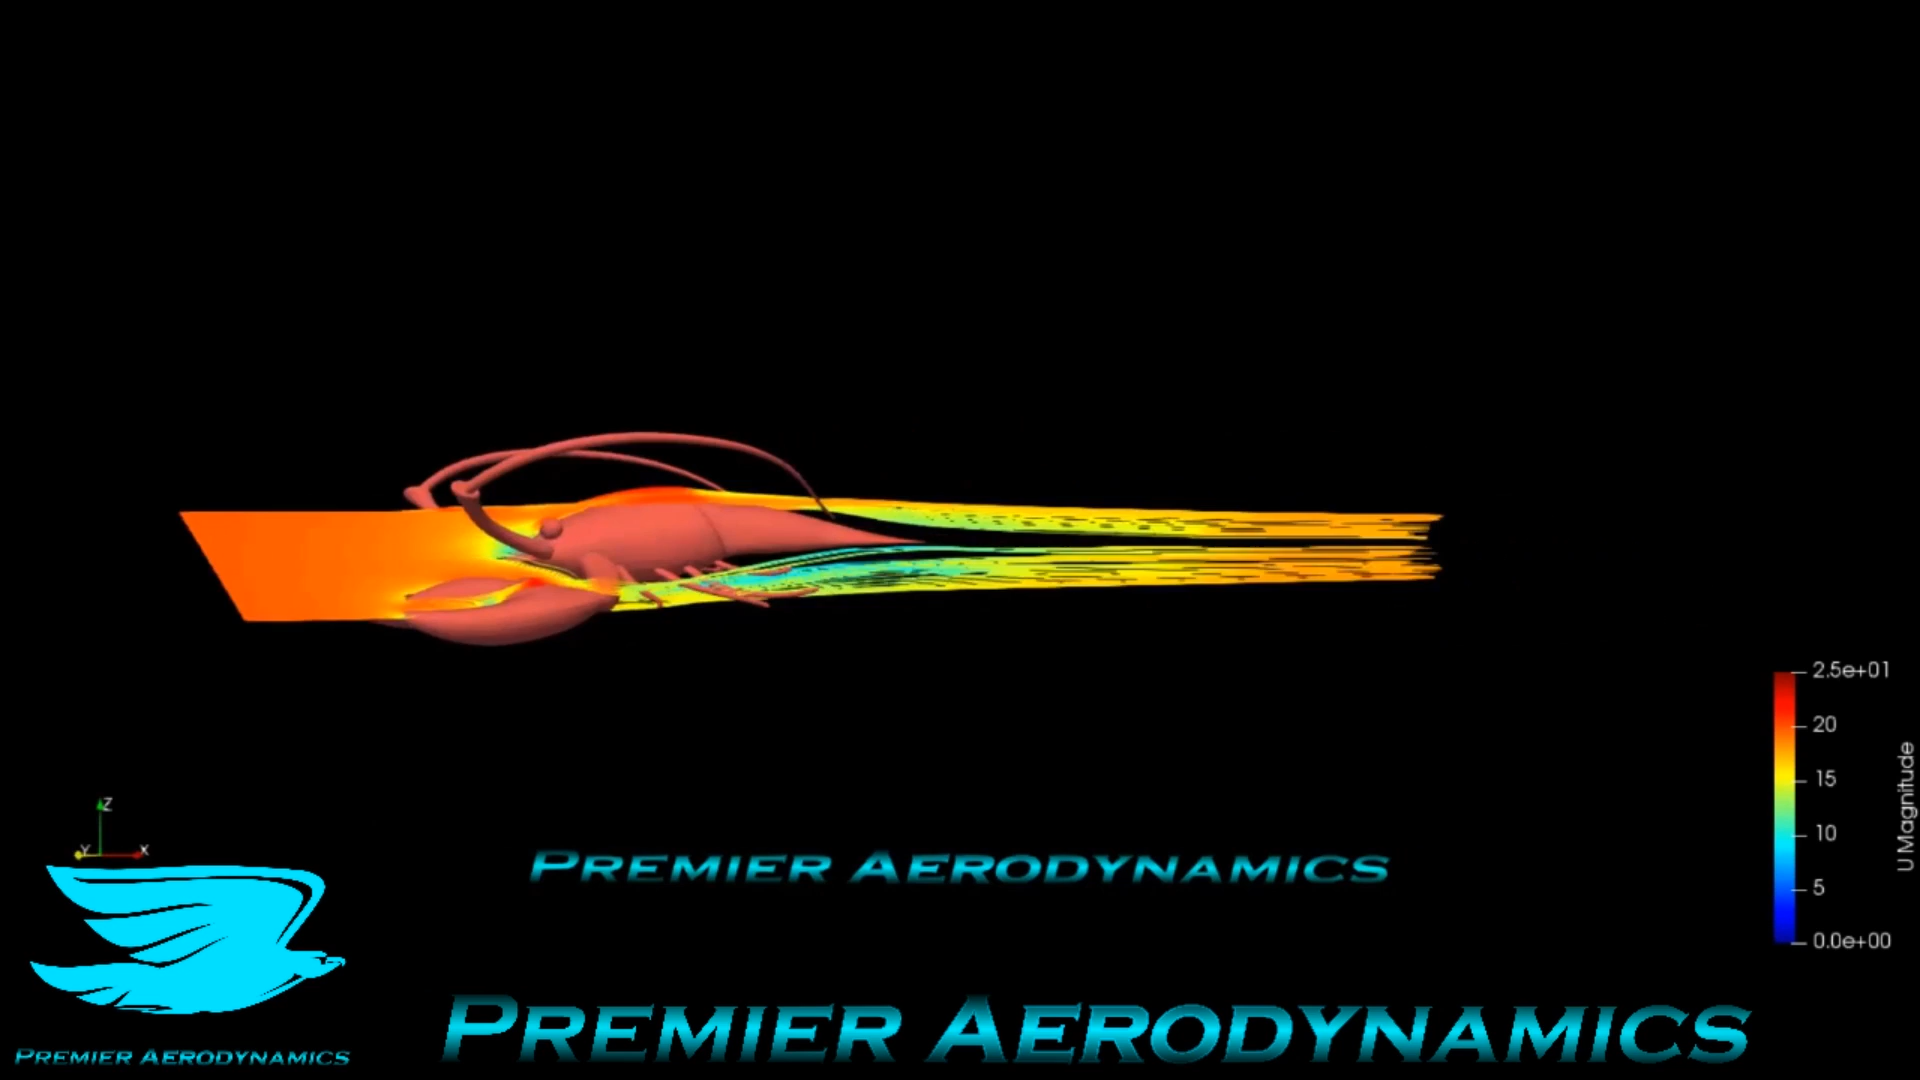 2.5e+01
20
15
10
5
0.0e+00
U Magnitude
Z
Y
X
PREMIER AERODYNAMICS
PREMIER AERODYNAMICS
PREMIER AERODYNAMICS